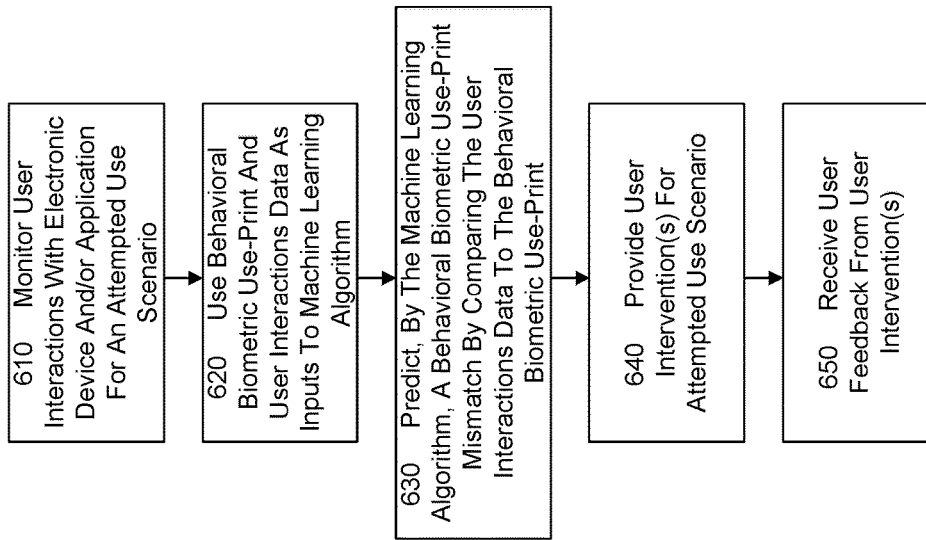 610 Monitor User
Interactions With Electronic
Device And/or Application
For An Attempted Use
Scenario
620 Use Behavioral
Biometric Use-Print And
User Interactions Data As
Inputs To Machine Learning
Algorithm
630 Predict, By The Machine Learning
Algorithm, A Behavioral Biometric Use-Print
Mismatch By Comparing The User
Interactions Data To The Behavioral
Biometric Use-Print
640 Provide User
Intervention(s) For
Attempted Use Scenario
650 Receive User
Feedback From User
Intervention(s)